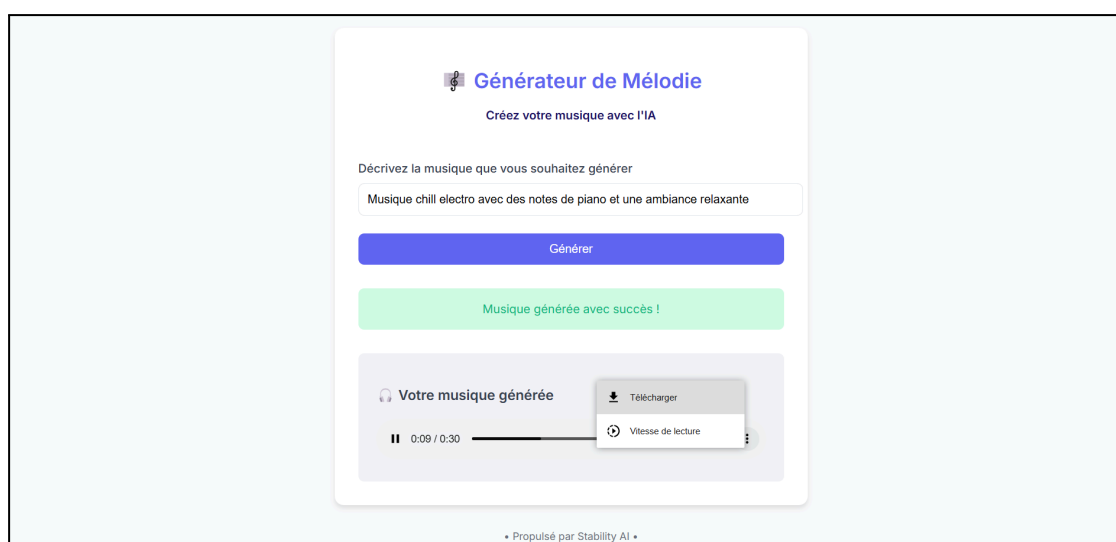 Générateur de Mélodie
Créez votre musique avec l'IA
Décrivez la musique que vous souhaitez générer
Musique chill electro avec des notes de piano et une ambiance relaxante
Générer
Musique générée avec succès !
Votre musique générée
Télécharger
Vitesse de lecture
0:09 / 0:30
• Propulsé par Stability AI •